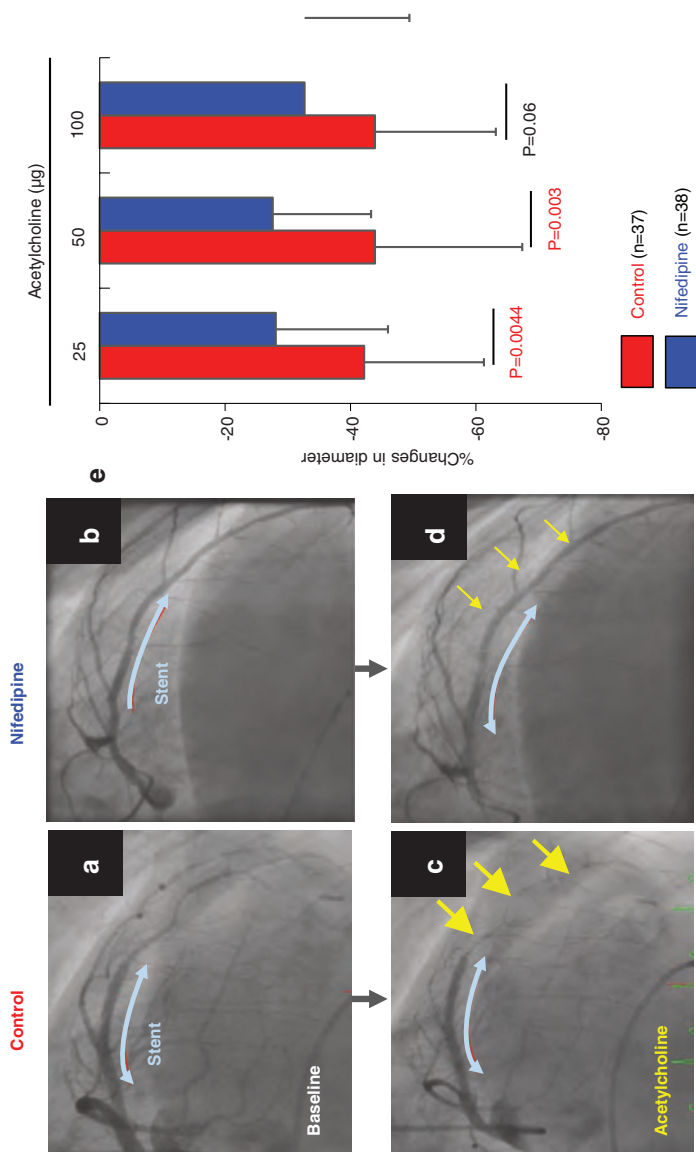 Control
Nifedipine
a
Stent
Baseline
b
Stent
c
Acetylcholine
d
e
Acetylcholine (µg)
25
50
100
0
-20
-40
-60
-80
%Changes in diameter
P=0.0044
P=0.003
P=0.06
Control (n=37)
Nifedipine (n=38)